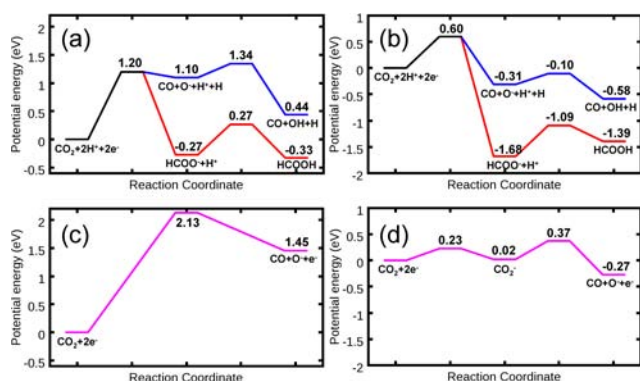 (a)
Potential energy (eV)
2
1.5
1
0.5
0
-0.5
1.20
1.10
1.34
CO+O⁻+H⁺+H
0.44
CO+OH+H
0.27
CO₂+2H⁺+2e⁻
-0.27
HCOO⁻+H⁺
-0.33
HCOOH
Reaction Coordinate
(b)
Potential energy (eV)
1
0.5
0
-0.5
-1
-1.5
-2
0.60
CO₂+2H⁺+2e⁻
-0.31
-0.10
CO+O⁻+H⁺+H
-0.58
CO+OH+H
-1.09
-1.68
HCOO⁻+H⁺
-1.39
HCOOH
Reaction Coordinate
(c)
Potential energy (eV)
2
1.5
1
0.5
0
-0.5
2.13
1.45
CO+O⁻+e⁻
CO₂+2e⁻
Reaction Coordinate
(d)
Potential energy (eV)
1
0.5
0
-0.5
-1
-1.5
-2
0.23
0.02
0.37
CO₂+2e⁻
CO₂⁻
-0.27
CO+O⁻+e⁻
Reaction Coordinate